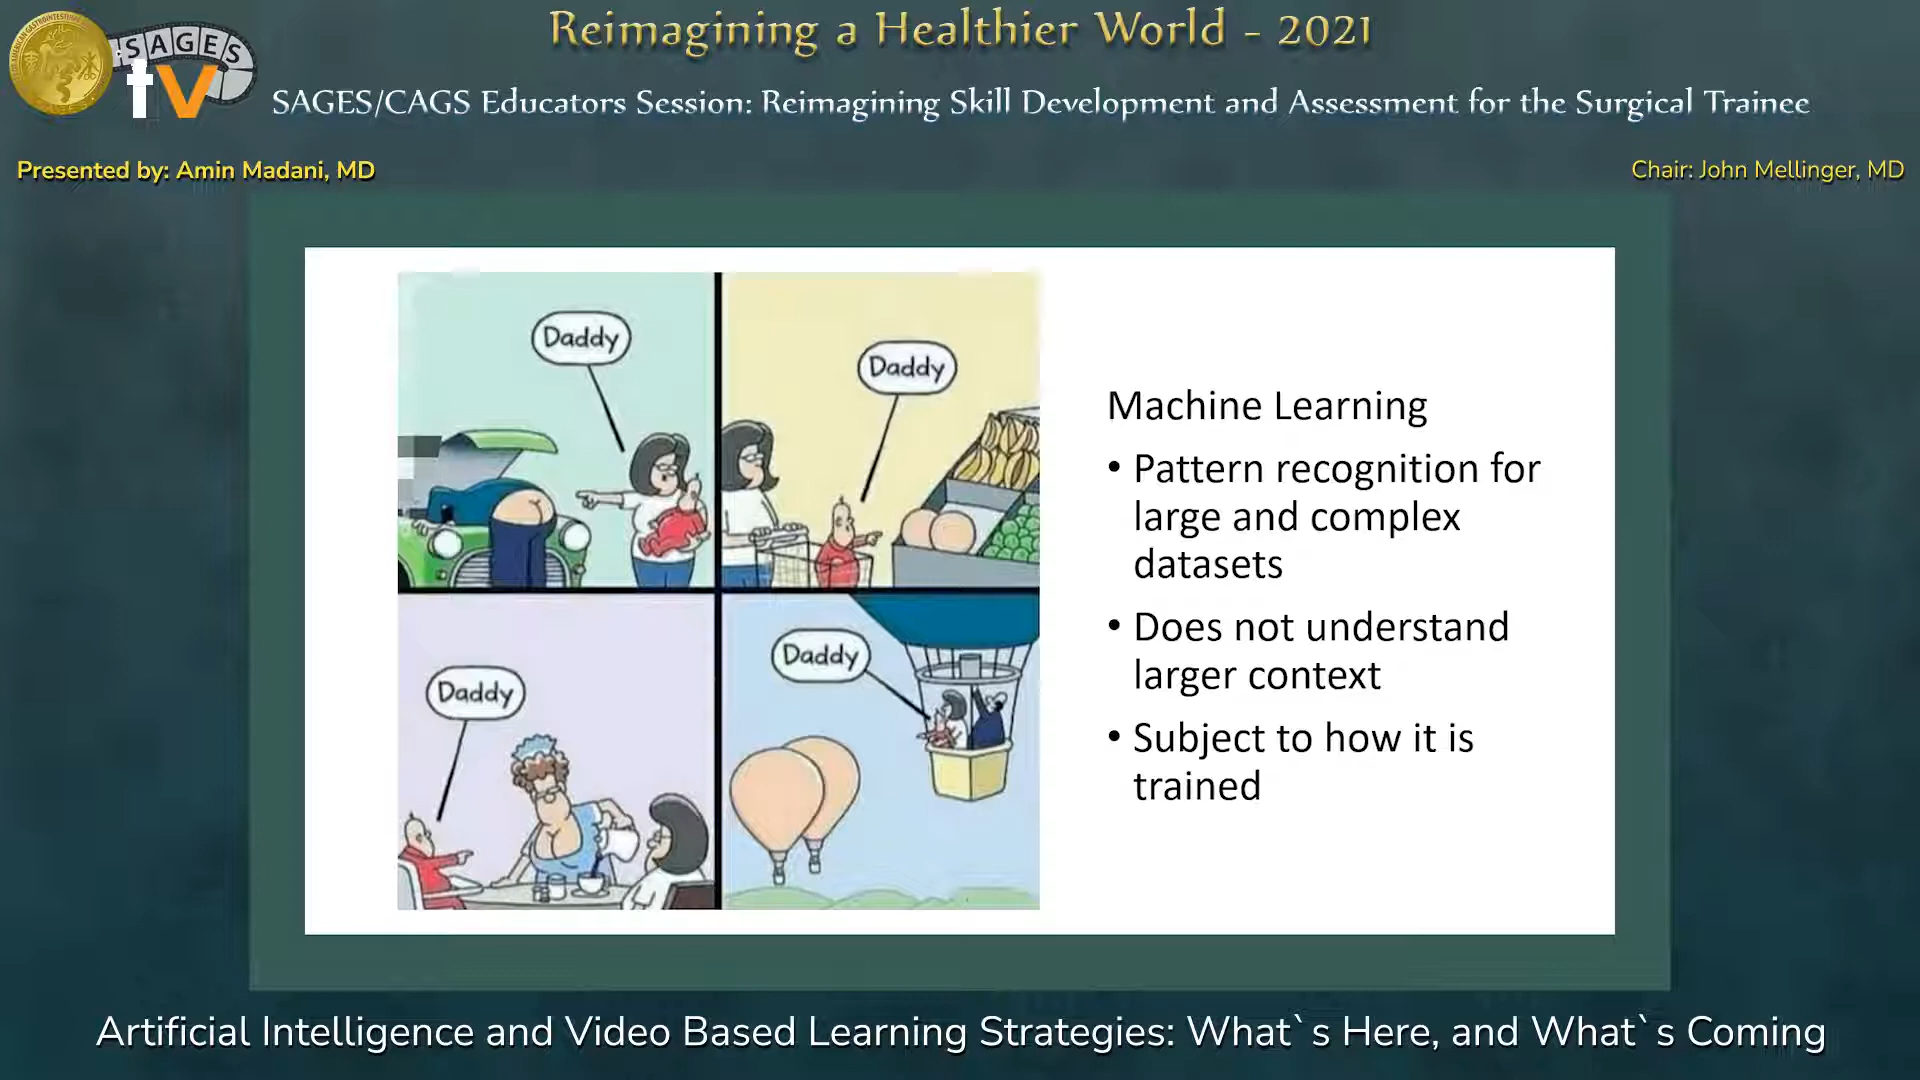 Reimagining a Healthier World - 2021
SAGES
tv
SAGES/CAGS Educators Session: Reimagining Skill Development and Assessment for the Surgical Trainee
Presented by: Amin Madani, MD
Chair: John Mellinger, MD
Daddy
Daddy
Daddy
Daddy
Machine Learning
• Pattern recognition for
large and complex
datasets
• Does not understand
larger context
• Subject to how it is
trained
Artificial Intelligence and Video Based Learning Strategies: What`s Here, and What`s Coming